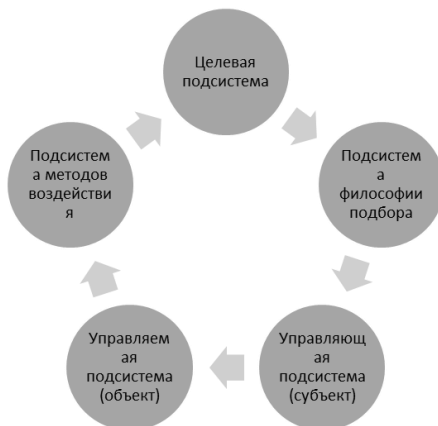 Целевая
подсистема
Подсистем
а
философии
подбора
Управляющ
ая
подсистема
(субъект)
Управляем
ая
подсистема
(объект)
Подсистем
а методов
воздействи
я